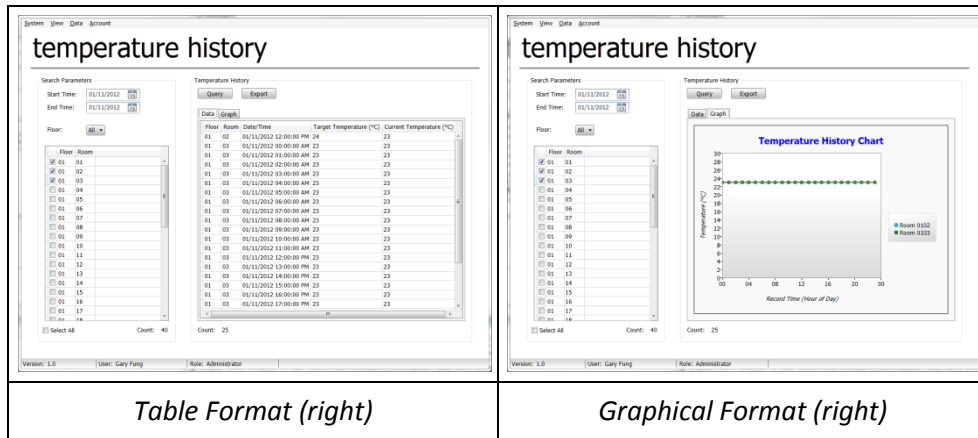 System View Data Account
temperature history
Search Parameters
Start Time: 01/11/2012
End Time: 01/11/2012
Floor: All
Floor Room
01 01
01 02
01 03
01 04
01 05
01 06
01 07
01 08
01 09
01 10
01 11
01 12
01 13
01 14
01 15
01 16
01 17
01 18
Select All Count: 40
Temperature History
Query Export
Data Graph
Floor Room Date/Time Target Temperature (°C) Current Temperature (°C)
01 02 01/11/2012 12:00:00 PM 24 23
01 03 01/11/2012 00:00:00 AM 23 23
01 03 01/11/2012 01:00:00 AM 23 23
01 03 01/11/2012 02:00:00 AM 23 23
01 03 01/11/2012 03:00:00 AM 23 23
01 03 01/11/2012 04:00:00 AM 23 23
01 03 01/11/2012 05:00:00 AM 23 23
01 03 01/11/2012 06:00:00 AM 23 23
01 03 01/11/2012 07:00:00 AM 23 23
01 03 01/11/2012 08:00:00 AM 23 23
01 03 01/11/2012 09:00:00 AM 23 23
01 03 01/11/2012 10:00:00 AM 23 23
01 03 01/11/2012 11:00:00 AM 23 23
01 03 01/11/2012 12:00:00 PM 23 23
01 03 01/11/2012 13:00:00 PM 23 23
01 03 01/11/2012 14:00:00 PM 23 23
01 03 01/11/2012 15:00:00 PM 23 23
01 03 01/11/2012 16:00:00 PM 23 23
01 03 01/11/2012 17:00:00 PM 23 23
Count: 25
Version: 1.0 User: Gary Fung Role: Administrator
Table Format (right)
System View Data Account
temperature history
Search Parameters
Start Time: 01/11/2012
End Time: 01/11/2012
Floor: All
Floor Room
01 01
01 02
01 03
01 04
01 05
01 06
01 07
01 08
01 09
01 10
01 11
01 12
01 13
01 14
01 15
01 16
01 17
01 18
Select All Count: 40
Temperature History
Query Export
Data Graph
Temperature History Chart
Temperature (°C)
30
28
26
24
22
20
18
16
14
12
10
8
6
4
2
0
00 04 08 12 16 20 00
Record Time (Hour of Day)
Room 0102
Room 0103
Count: 25
Version: 1.0 User: Gary Fung Role: Administrator
Graphical Format (right)